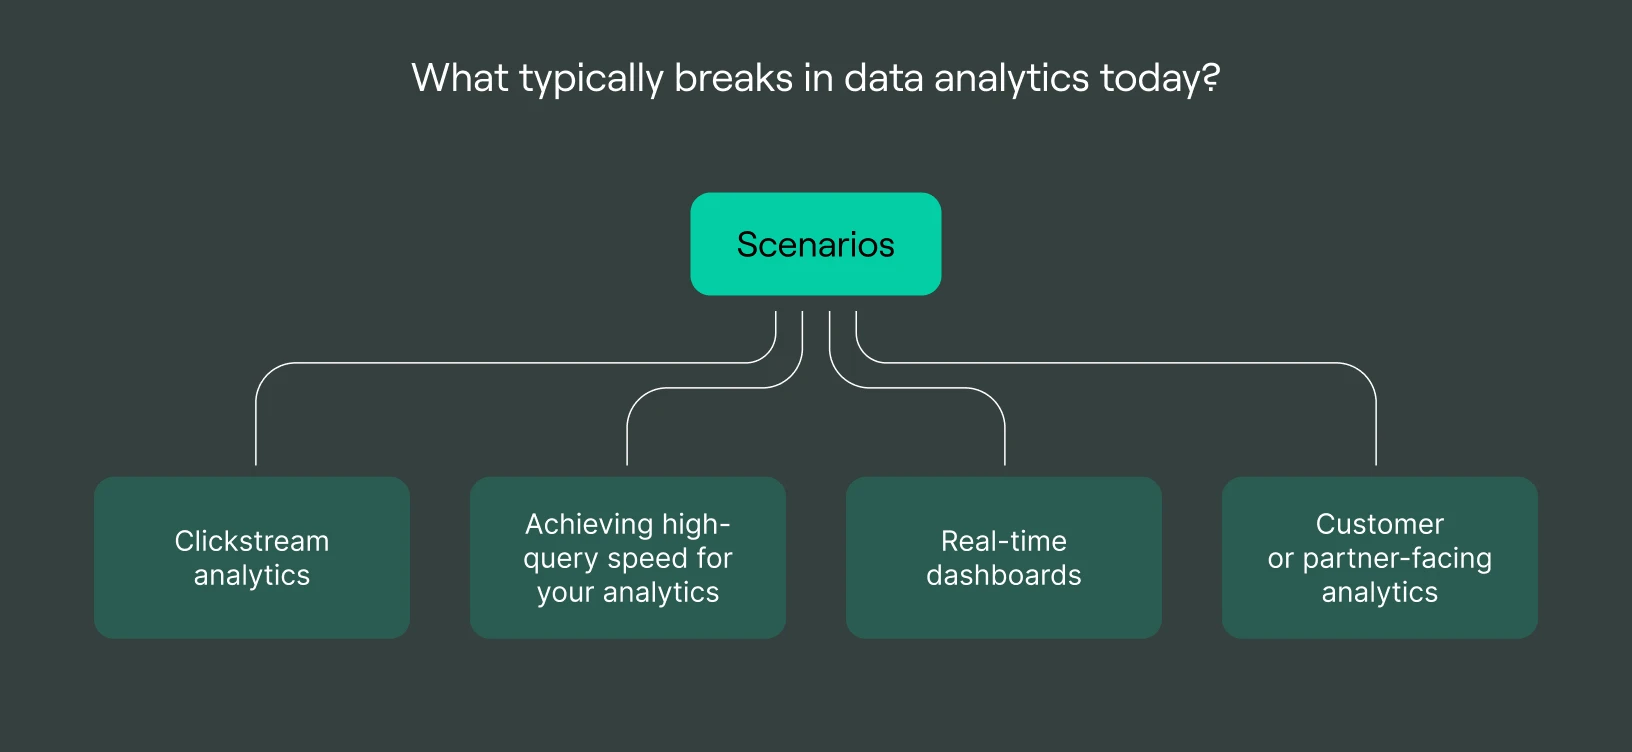 What typically breaks in data analytics today?
Scenarios
Clickstream
analytics
Achieving high-
query speed for
your analytics
Real-time
dashboards
Customer
or partner-facing
analytics